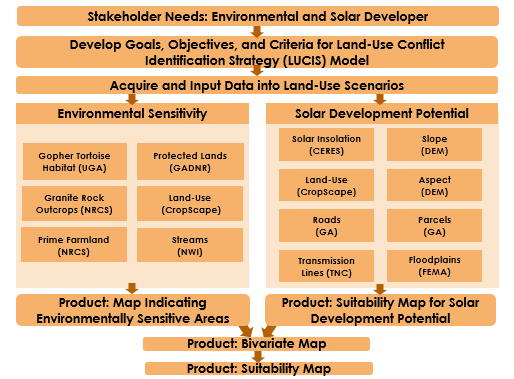 Stakeholder Needs: Environmental and Solar Developer
Develop Goals, Objectives, and Criteria for Land-Use Conflict
Identification Strategy (LUCIS) Model
Acquire and Input Data into Land-Use Scenarios
Environmental Sensitivity
Gopher Tortoise
Habitat (UGA)
Protected Lands
(GADNR)
Granite Rock
Outcrops (NRCS)
Land-Use
(CropScape)
Prime Farmland
(NRCS)
Streams
(NWI)
Solar Development Potential
Solar Insolation
(CERES)
Slope
(DEM)
Land-Use
(CropScape)
Aspect
(DEM)
Roads
(GA)
Parcels
(GA)
Transmission
Lines (TNC)
Floodplains
(FEMA)
Product: Map Indicating
Environmentally Sensitive Areas
Product: Suitability Map for Solar
Development Potential
Product: Bivariate Map
Product: Suitability Map